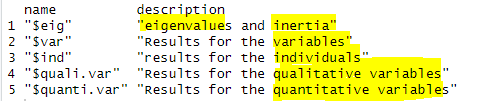 name description
1 "$eig" "eigenvalues and inertia"
2 "$var" "Results for the variables"
3 "$ind" "results for the individuals"
4 "$quali.var" "Results for the qualitative variables"
5 "$quanti.var" "Results for the quantitative variables"